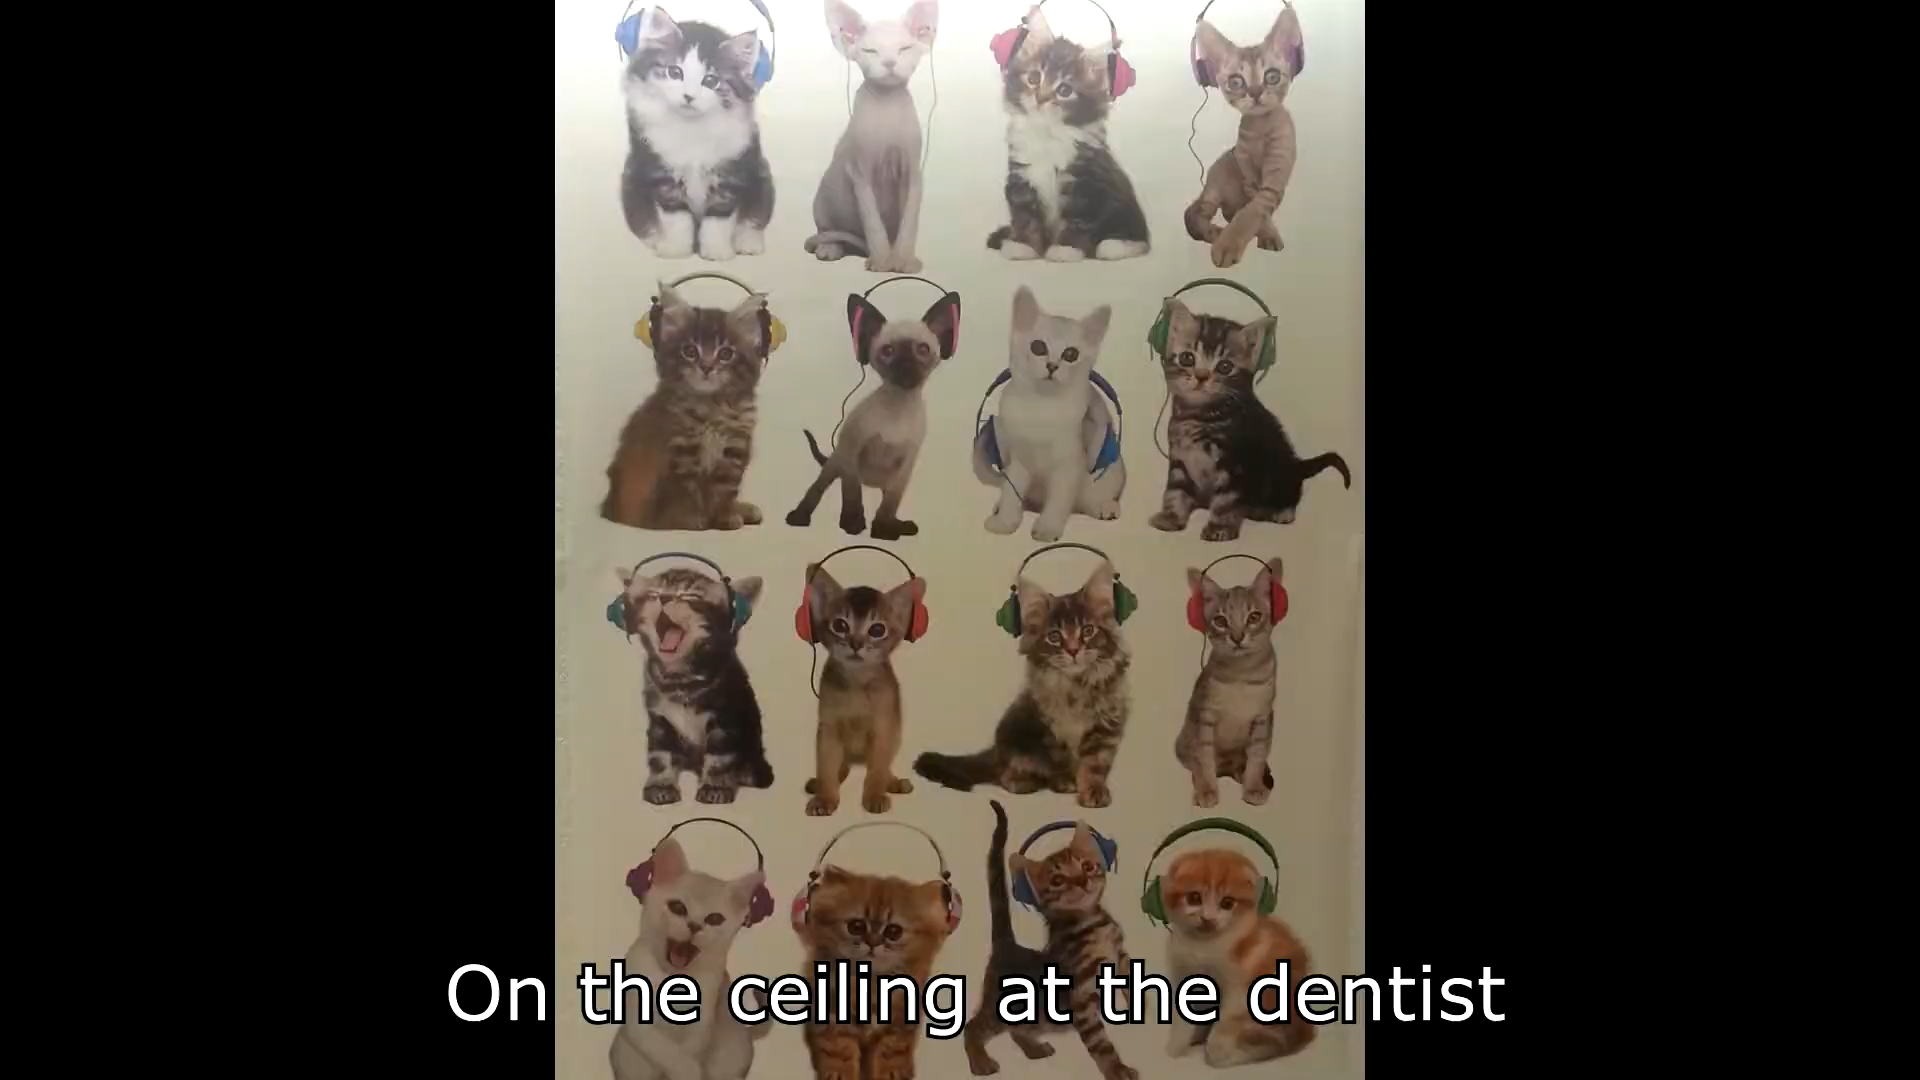 On the ceiling at the dentist